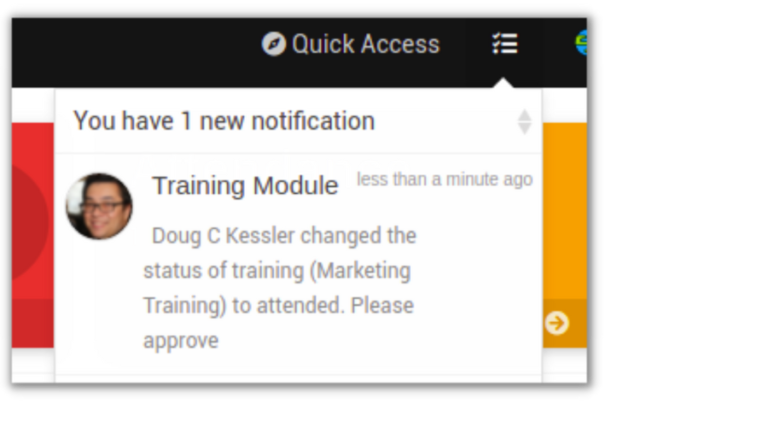 Quick Access
You have 1 new notification
Training Module less than a minute ago
Doug C Kessler changed the
status of training (Marketing
Training) to attended. Please
approve